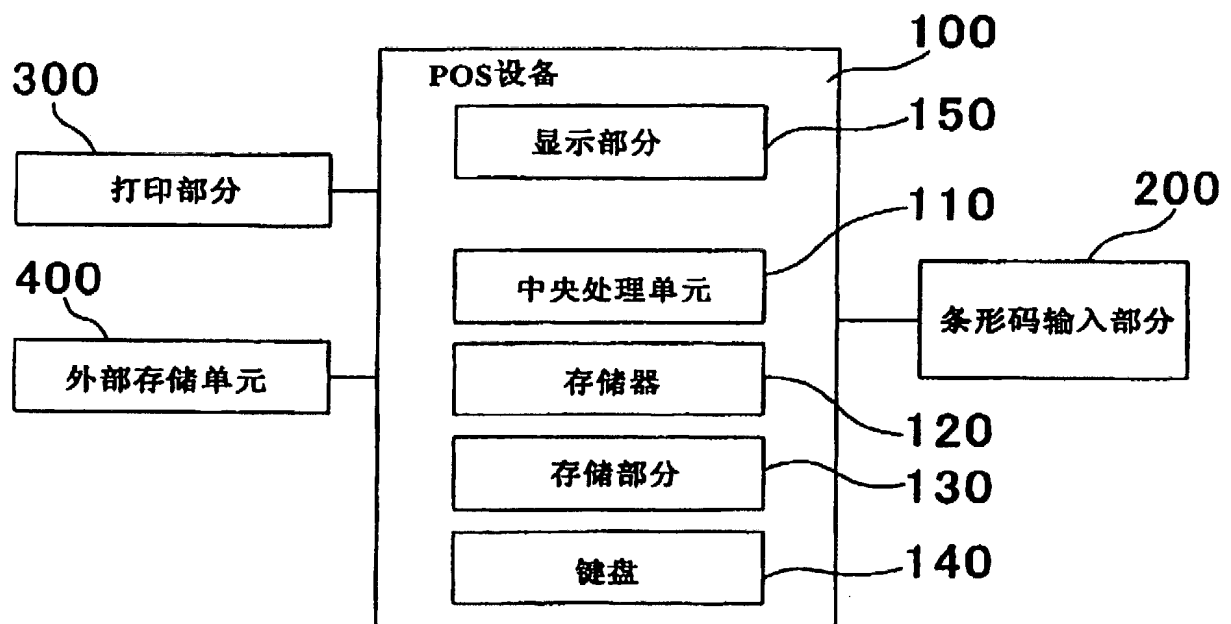 100
POS设备
300
显示部分
150
打印部分
110
200
400
中央处理单元
条形码输入部分
外部存储单元
存储器
120
存储部分
130
键盘
140